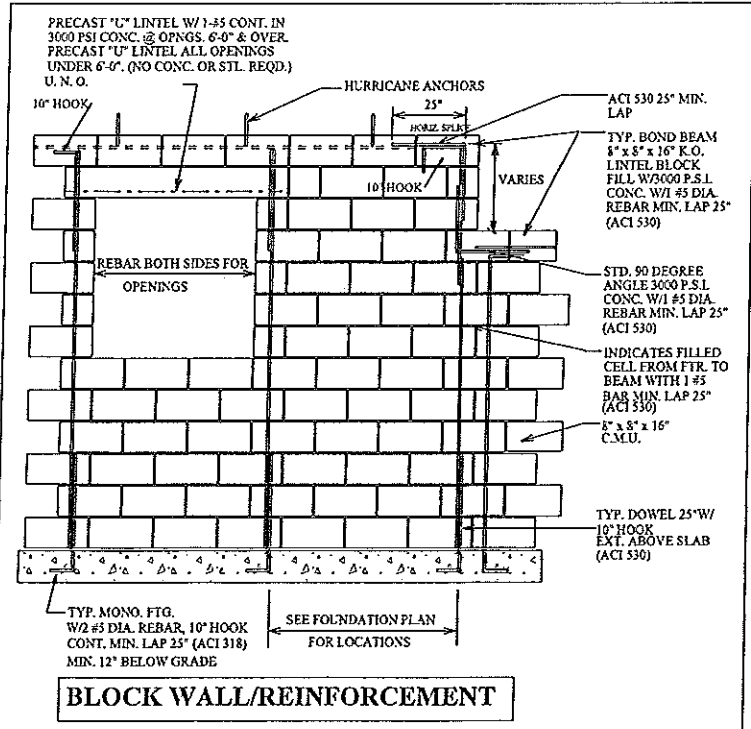 PRECAST "U" LINTEL W/ 1-#5 CONT. IN
3000 PSI CONC. @ OPNGS. 6'-0" & OVER.
PRECAST "U" LINTEL ALL OPENINGS
UNDER 6'-0". (NO CONC. OR STL. REQD.)
U. N. O.
10" HOOK
HURRICANE ANCHORS
25"
HORIZ. SPLICE
10" HOOK
VARIES
ACI 530 25" MIN.
LAP
TYP. BOND BEAM
8" x 8" x 16" K.O.
LINTEL BLOCK
FILL W/3000 P.S.I.
CONC. W/1 #5 DIA.
REBAR MIN. LAP 25"
(ACI 530)
REBAR BOTH SIDES FOR
OPENINGS
STD. 90 DEGREE
ANGLE 3000 P.S.I.
CONC. W/1 #5 DIA.
REBAR MIN. LAP 25"
(ACI 530)
INDICATES FILLED
CELL FROM FTR. TO
BEAM WITH 1 #5
BAR MIN. LAP 25"
(ACI 530)
8" x 8" x 16"
C.M.U.
TYP. DOWEL 25"W/
10" HOOK
EXT. ABOVE SLAB
(ACI 530)
TYP. MONO. FTG.
W/2 #5 DIA. REBAR, 10" HOOK
CONT. MIN. LAP 25" (ACI 318)
MIN. 12" BELOW GRADE
SEE FOUNDATION PLAN
FOR LOCATIONS
BLOCK WALL/REINFORCEMENT